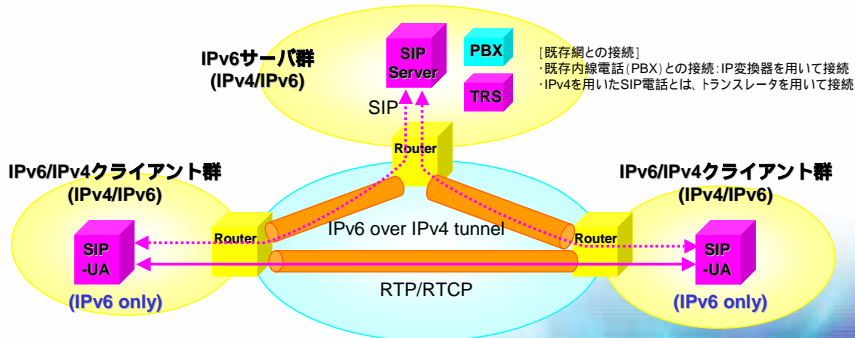 IPv6サーバ群
(IPv4/IPv6)
SIP
Server
PBX
TRS
[既存網との接続]
・既存内線電話(PBX)との接続:IP変換器を用いて接続
・IPv4を用いたSIP電話とは、トランスレータを用いて接続
SIP
Router
IPv6/IPv4クライアント群
(IPv4/IPv6)
IPv6/IPv4クライアント群
(IPv4/IPv6)
Router
IPv6 over IPv4 tunnel
Router
SIP
-UA
SIP
-UA
RTP/RTCP
(IPv6 only)
(IPv6 only)